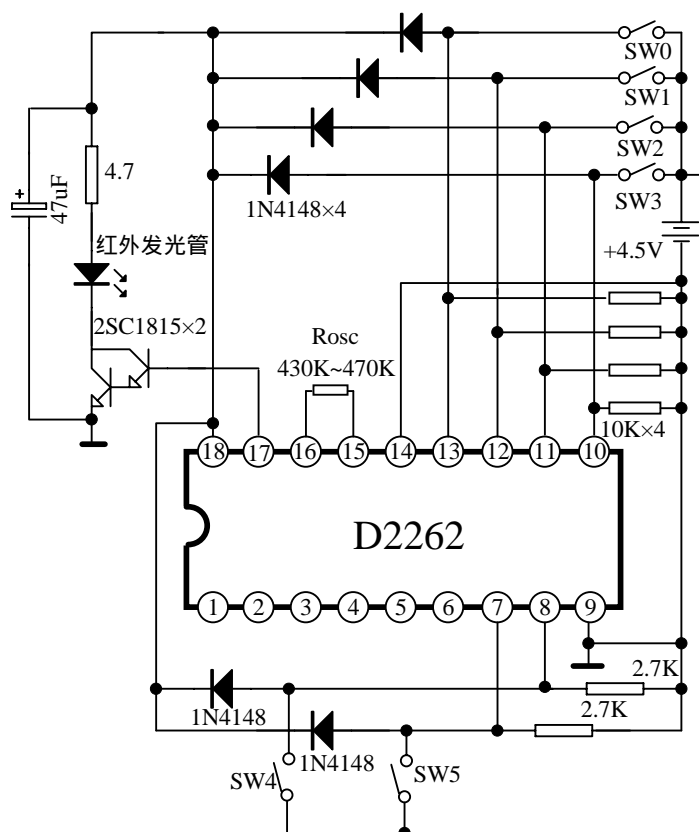 SW0
SW1
SW2
SW3
1N4148×4
+
47uF
4.7
红外发光管
2SC1815×2
+4.5V
Rosc
430K~470K
10K×4
18 17 16 15 14 13 12 11 10
D2262
1 2 3 4 5 6 7 8 9
2.7K
1N4148
2.7K
1N4148
SW4
SW5